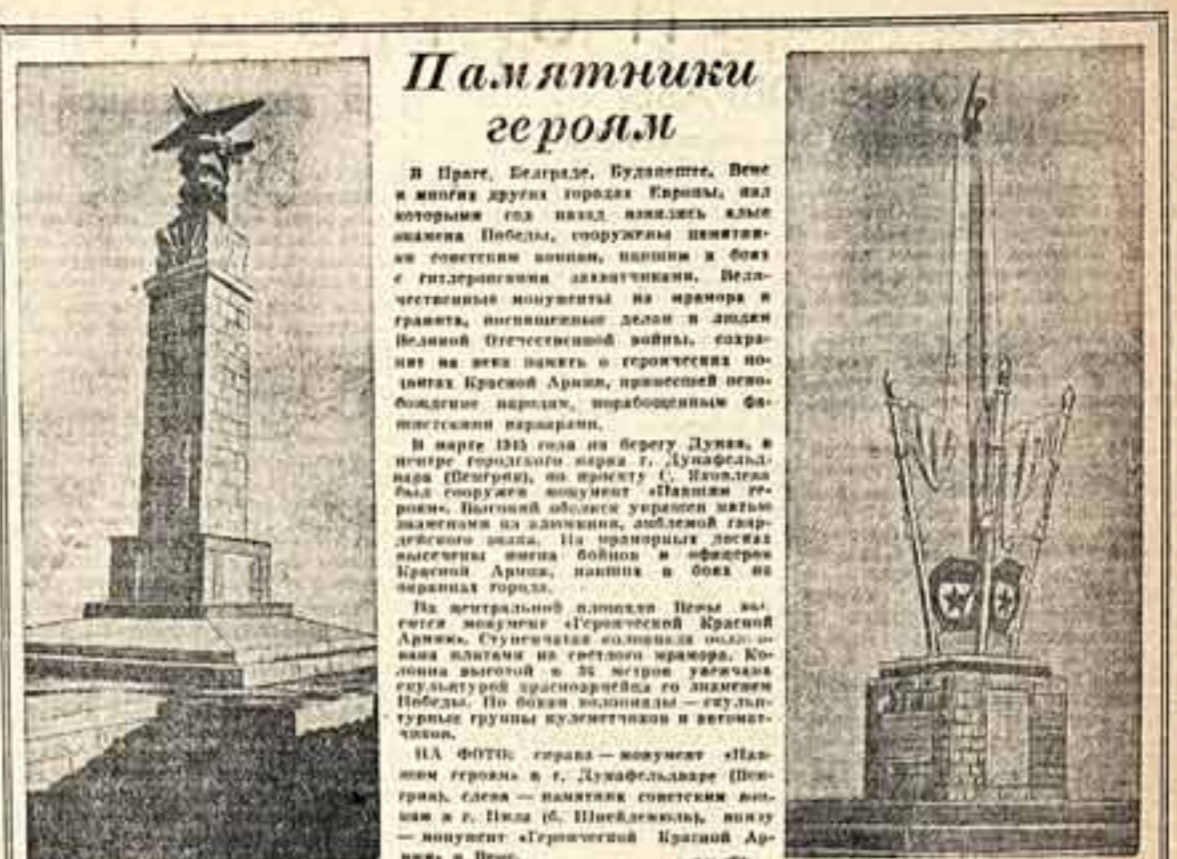 Памятники
героям
В Праге, Белграде, Будапеште, Вене
и многих других городах Европы, над
которыми год назад взвились алые
знамена Победы, сооружены памятни-
ки советским воинам, павшим в боях
с гитлеровскими захватчиками. Вели-
чественные монументы из мрамора и
гранита, посвященные делам и людям
Великой Отечественной войны, сохра-
нят на века память о героических по-
двигах Красной Армии, принесшей осво-
бождение народам, порабощенным фа-
шистскими варварами.
В марте 1945 года на берегу Дуная, в
центре городского парка г. Дунафельд-
вара (Венгрия), по проекту С. Яковлева
был сооружен монумент «Павшим ге-
роям». Высокий обелиск украшен пятью
знаменами из алюминия, эмблемой гвар-
дейского знака. На мраморных досках
высечены имена бойцов и офицеров
Красной Армии, павших в боях на
окраинах города.
На центральной площади Вены
монумент «Героической Красной
Армии». Ступенчатая колоннада
плитами из светлого мрамора. Ко-
лонна высотой в метров увенчана
скульптурой красноармейца со знаменем
Победы. По бокам колоннады — скульп-
турные группы пулеметчиков и автомат-
чиков.
НА ФОТО: справа — монумент «Пав-
шим героям» в г. Дунафельдваре (Вен-
грия), слева — памятник советским вои-
нам в г. Пила (б. Шнейдемюль), внизу
— монумент «Героической Красной Ар-
мии» в Вене.